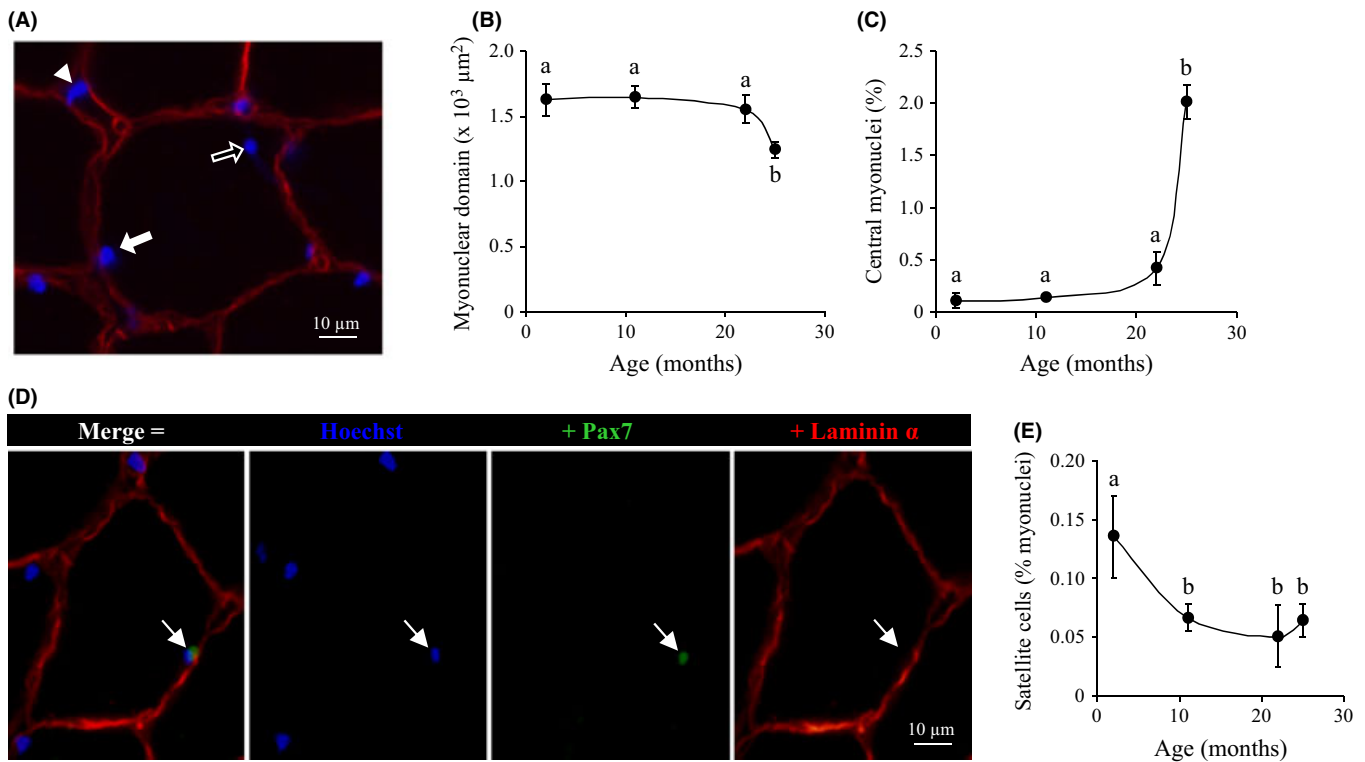 (A)
10 µm
(B)
Myonuclear domain (x 10³ µm²)
2.0
1.5
1.0
0.5
0
a
a
a
b
0
10
20
30
Age (months)
(C)
Central myonuclei (%)
2.5
2.0
1.5
1.0
0.5
0.0
a
a
a
b
0
10
20
30
Age (months)
(D)
Merge = Hoechst + Pax7 + Laminin α
10 µm
(E)
Satellite cells (% myonuclei)
0.20
0.15
0.10
0.05
0
a
b
b
b
0
10
20
30
Age (months)